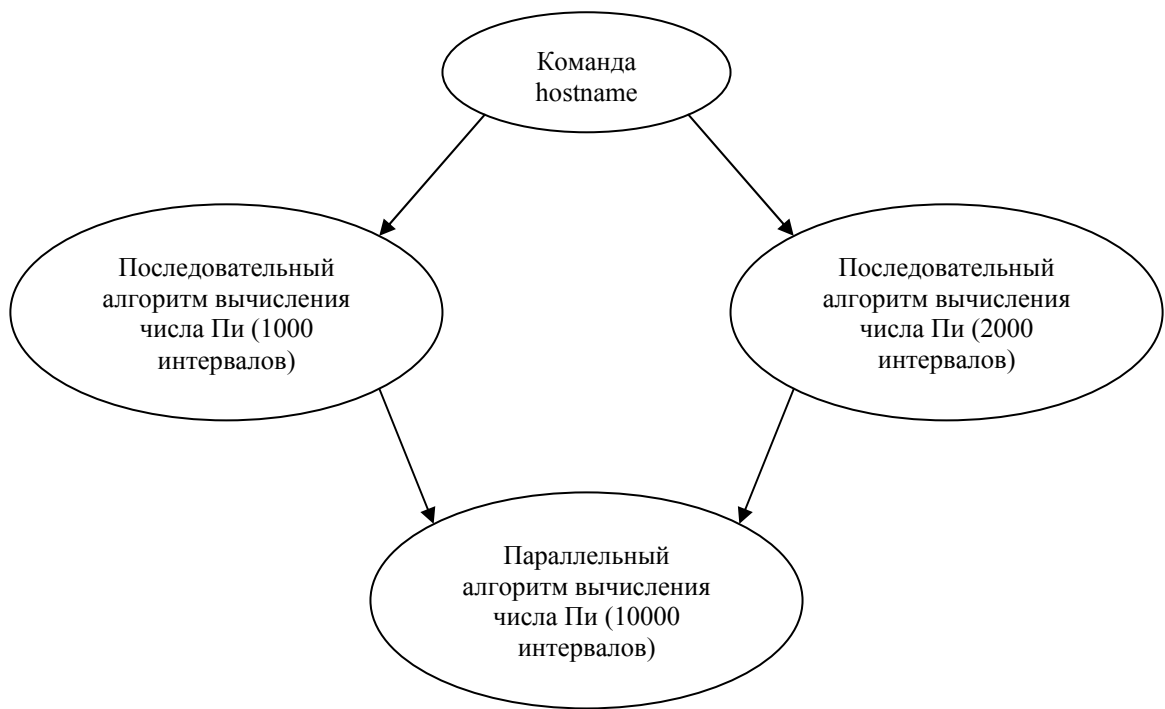 Команда
hostname
Последовательный
алгоритм вычисления
числа Пи (1000
интервалов)
Последовательный
алгоритм вычисления
числа Пи (2000
интервалов)
Параллельный
алгоритм вычисления
числа Пи (10000
интервалов)